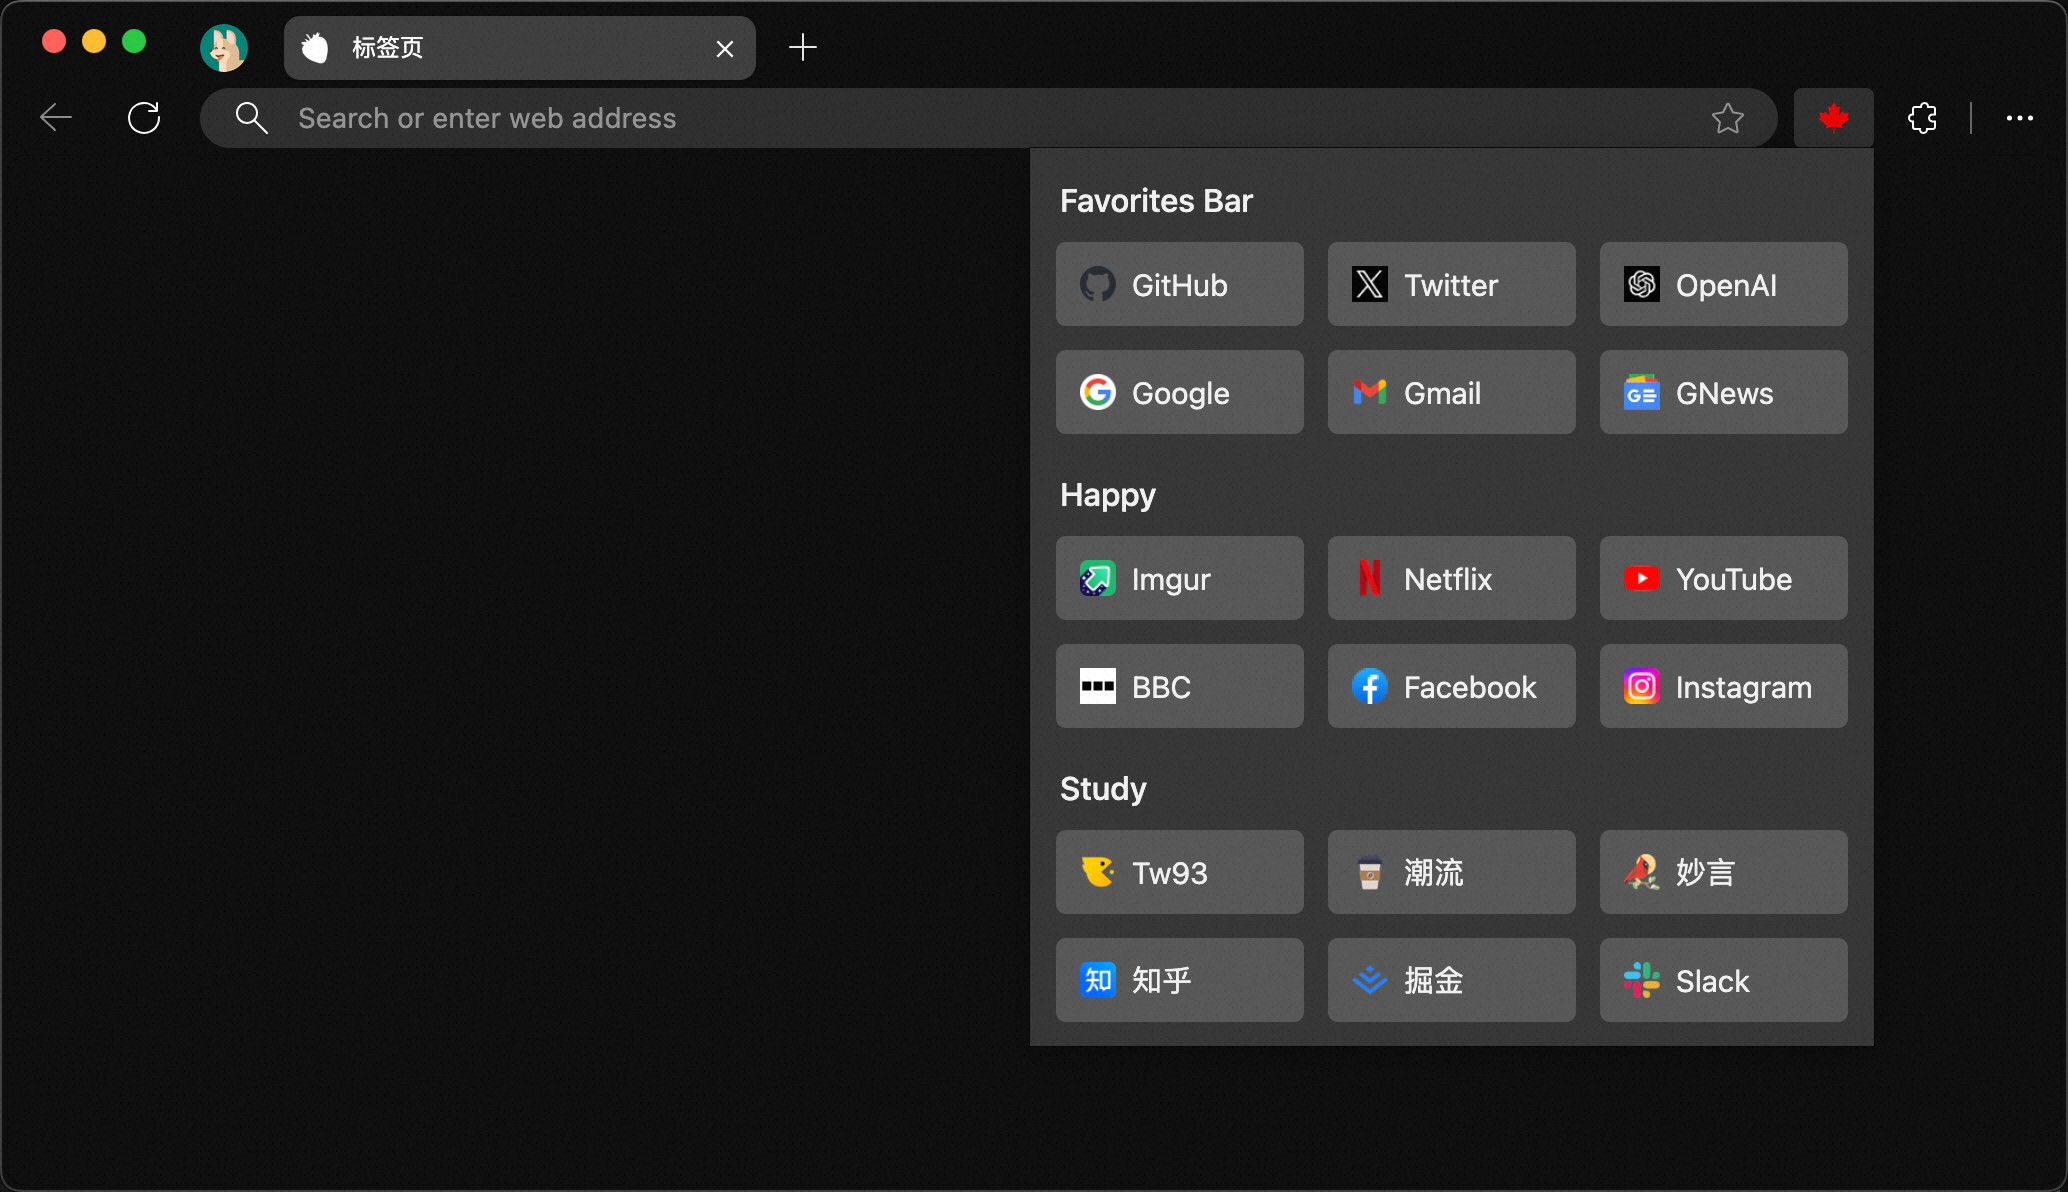 标签页
Search or enter web address
Favorites Bar
GitHub
Twitter
OpenAI
Google
Gmail
GNews
Happy
Imgur
Netflix
YouTube
BBC
Facebook
Instagram
Study
Tw93
潮流
妙言
知乎
掘金
Slack